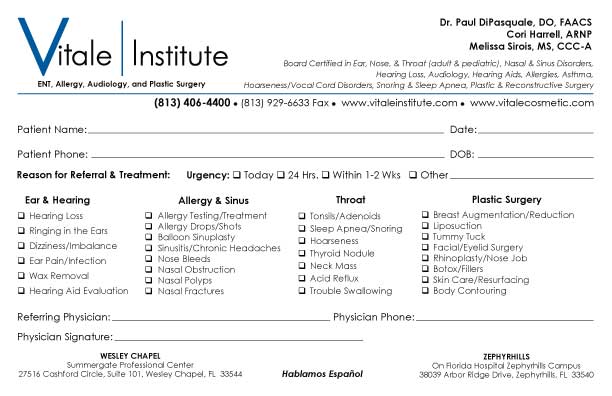 Vitale Institute
ENT, Allergy, Audiology, and Plastic Surgery
Dr. Paul DiPasquale, DO, FAACS
Cori Harrell, ARNP
Melissa Sirois, MS, CCC-A
Board Certified in Ear, Nose, & Throat (adult & pediatric), Nasal & Sinus Disorders,
Hearing Loss, Audiology, Hearing Aids, Allergies, Asthma,
Hoarseness/Vocal Cord Disorders, Snoring & Sleep Apnea, Plastic & Reconstructive Surgery
(813) 406-4400 • (813) 929-6633 Fax • www.vitaleinstitute.com • www.vitalecosmetic.com
Patient Name: Date:
Patient Phone: DOB:
Reason for Referral & Treatment: Urgency: ❑ Today ❑ 24 Hrs. ❑ Within 1-2 Wks ❑ Other
Ear & Hearing
❑ Hearing Loss
❑ Ringing in the Ears
❑ Dizziness/Imbalance
❑ Ear Pain/Infection
❑ Wax Removal
❑ Hearing Aid Evaluation
Allergy & Sinus
❑ Allergy Testing/Treatment
❑ Allergy Drops/Shots
❑ Balloon Sinuplasty
❑ Sinusitis/Chronic Headaches
❑ Nose Bleeds
❑ Nasal Obstruction
❑ Nasal Polyps
❑ Nasal Fractures
Throat
❑ Tonsils/Adenoids
❑ Sleep Apnea/Snoring
❑ Hoarseness
❑ Thyroid Nodule
❑ Neck Mass
❑ Acid Reflux
❑ Trouble Swallowing
Plastic Surgery
❑ Breast Augmentation/Reduction
❑ Liposuction
❑ Tummy Tuck
❑ Facial/Eyelid Surgery
❑ Rhinoplasty/Nose Job
❑ Botox/Fillers
❑ Skin Care/Resurfacing
❑ Body Contouring
Referring Physician: Physician Phone:
Physician Signature:
WESLEY CHAPEL
Summergate Professional Center
27516 Cashford Circle, Suite 101, Wesley Chapel, FL 33544
Hablamos Español
ZEPHYRHILLS
On Florida Hospital Zephyrhills Campus
38039 Arbor Ridge Drive, Zephyrhills, FL 33540